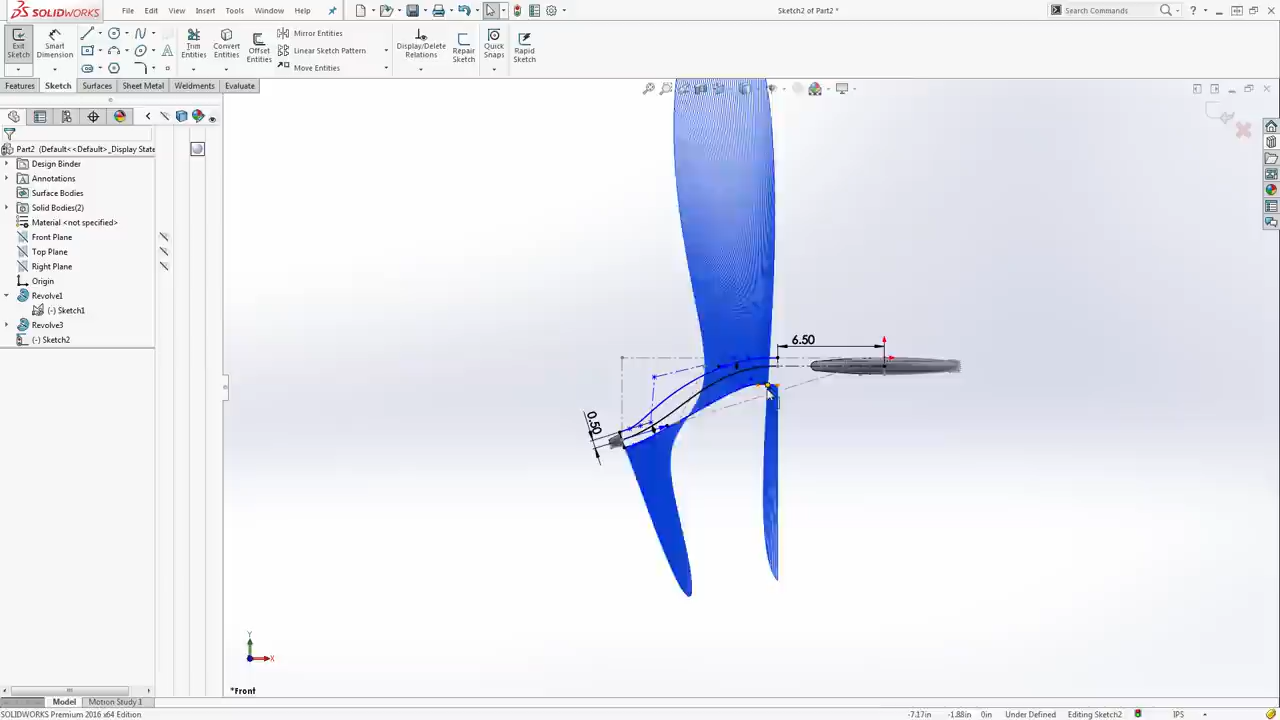 SOLIDWORKS File Edit View Insert Tools Window Help Sketch2 of Part2 * Search Commands
Exit Sketch Smart Dimension Trim Entities Convert Entities Offset Entities Mirror Entities Linear Sketch Pattern Move Entities Display/Delete Relations Repair Sketch Quick Snaps Rapid Sketch
Features Sketch Surfaces Sheet Metal Weldments Evaluate
Part2 (Default<<Default>_Display State
Design Binder
Annotations
Surface Bodies
Solid Bodies(2)
Material <not specified>
Front Plane
Top Plane
Right Plane
Origin
Revolve1
(-) Sketch1
Revolve3
(-) Sketch2
6.50
0.50
Y
X
*Front
Model Motion Study 1
SOLIDWORKS Premium 2016 x64 Edition -7.17in -1.88in 0in Under Defined Editing Sketch2 IPS